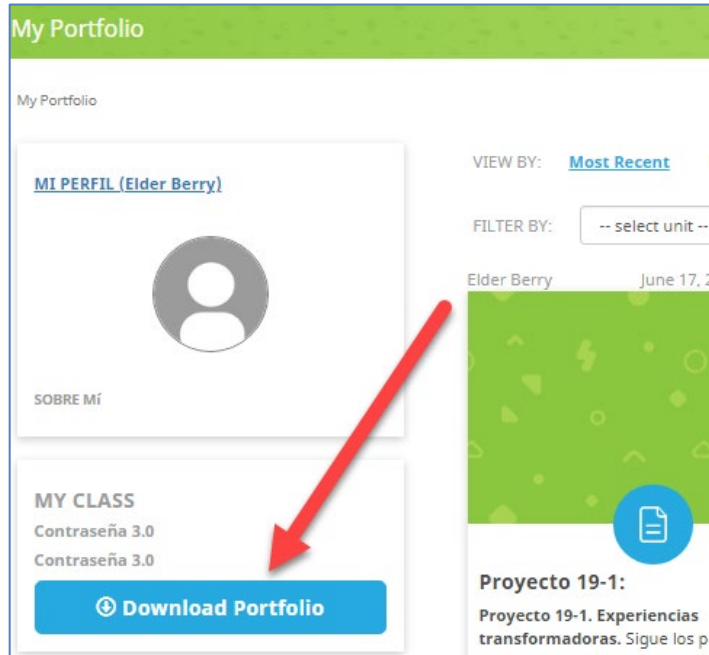 My Portfolio
My Portfolio
MI PERFIL (Elder Berry)
SOBRE Mí
MY CLASS
Contraseña 3.0
Contraseña 3.0
Download Portfolio
VIEW BY: Most Recent
FILTER BY: -- select unit --
Elder Berry June 17,
Proyecto 19-1:
Proyecto 19-1. Experiencias
transformadoras. Sigue los